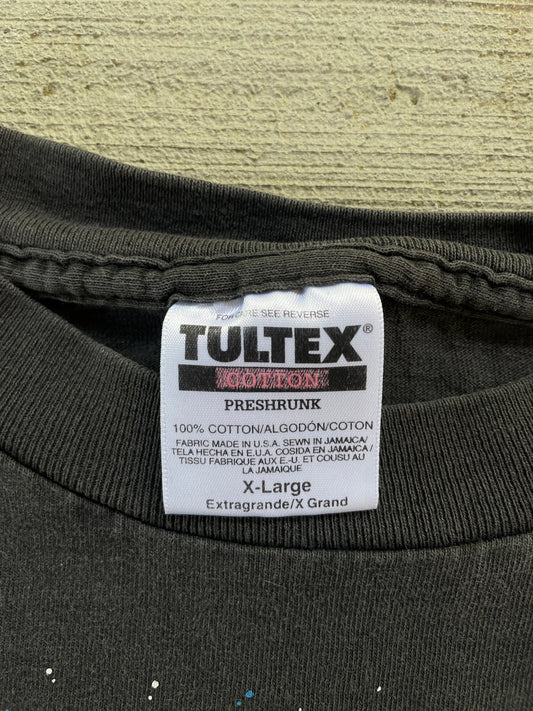 FOR CARE SEE REVERSE
TULTEX®
COTTON
PRESHRUNK
100% COTTON/ALGODÓN/COTON
FABRIC MADE IN U.S.A. SEWN IN JAMAICA/
TELA HECHA EN E.U.A. COSIDA EN JAMAICA/
TISSU FABRIQUE AUX E.-U. ET COUSU AU
LA JAMAIQUE
X-Large
Extragrande/X Grand